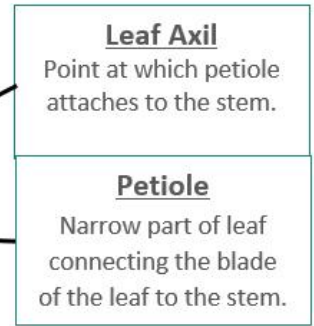 Leaf Axil
Point at which petiole
attaches to the stem.
Petiole
Narrow part of leaf
connecting the blade
of the leaf to the stem.